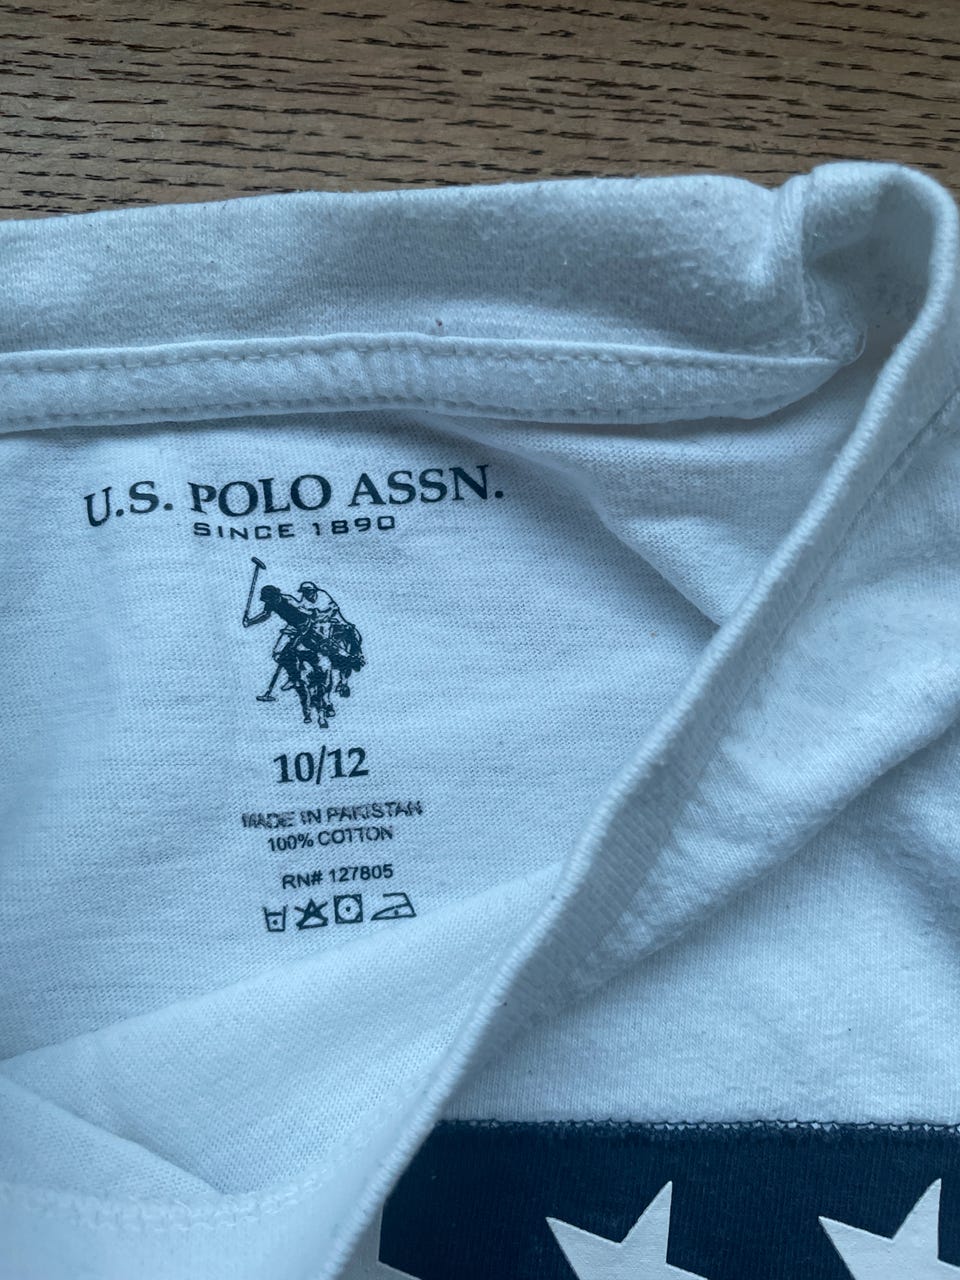 U.S. POLO ASSN.
SINCE 1890
10/12
MADE IN PAKISTAN
100% COTTON
RN# 127805